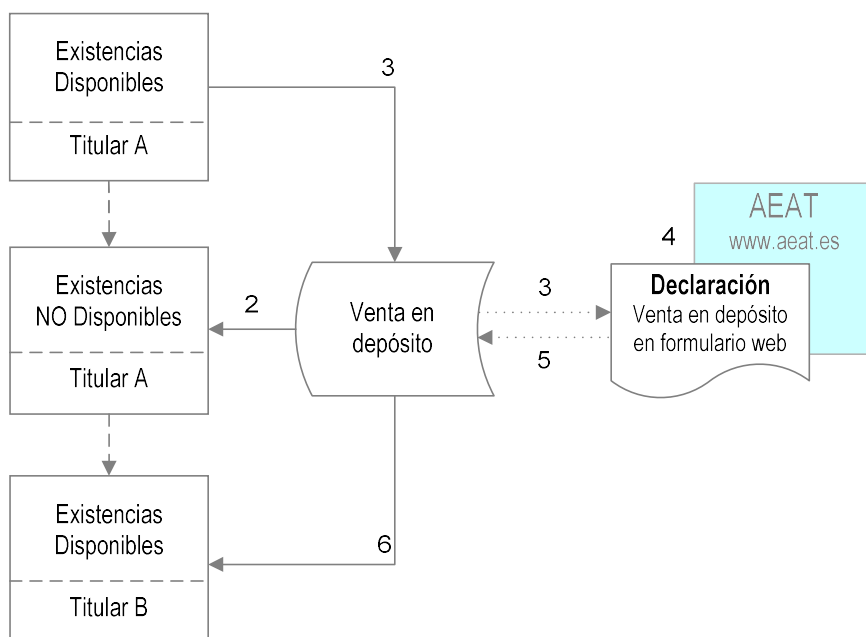 Existencias
Disponibles
Titular A
3
Existencias
NO Disponibles
Titular A
2
Venta en
depósito
3
5
4
AEAT
www.aeat.es
Declaración
Venta en depósito
en formulario web
Existencias
Disponibles
Titular B
6